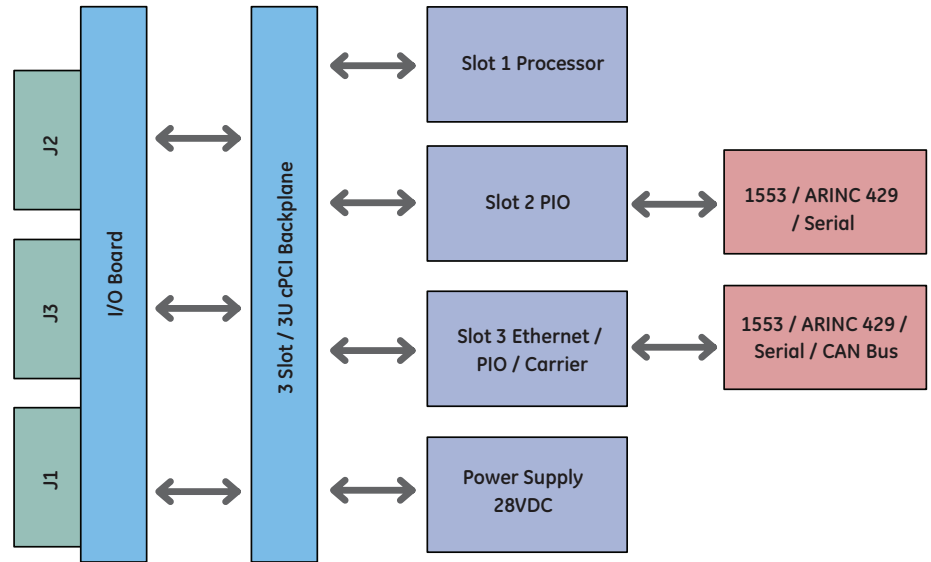 J2
J3
J1
I/O Board
3 Slot / 3U cPCI Backplane
Slot 1 Processor
Slot 2 PIO
1553 / ARINC 429
/ Serial
Slot 3 Ethernet /
PIO / Carrier
1553 / ARINC 429 /
Serial / CAN Bus
Power Supply
28VDC